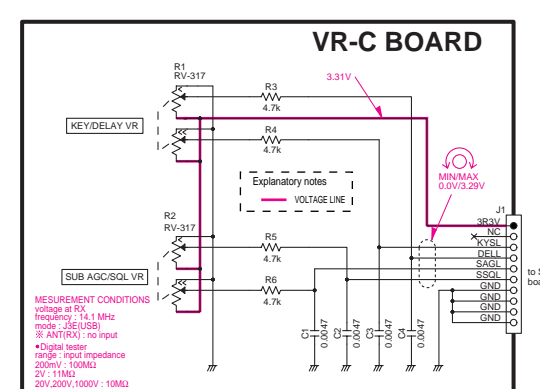 VR-C BOARD
R1
RV-317
R3
4.7k
3.31V
KEY/DELAY VR
R4
4.7k
MIN/MAX
0.0V/3.29V
Explanatory notes
VOLTAGE LINE
J1
3R3V
NC
KYSL
DELL
SAGL
SSQL
GND
GND
GND
GND
R2
RV-317
R5
4.7k
SUB AGC/SQL VR
R6
4.7k
C1
0.0047
C2
0.0047
C3
0.0047
C4
0.0047
MESUREMENT CONDITIONS
voltage at RX
frequency : 14.1 MHz
mode : J3E(USB)
※ ANT(RX) : no input
●Digital tester
range : input impedance
200mV : 100MΩ
2V : 11MΩ
20V,200V,1000V : 10MΩ